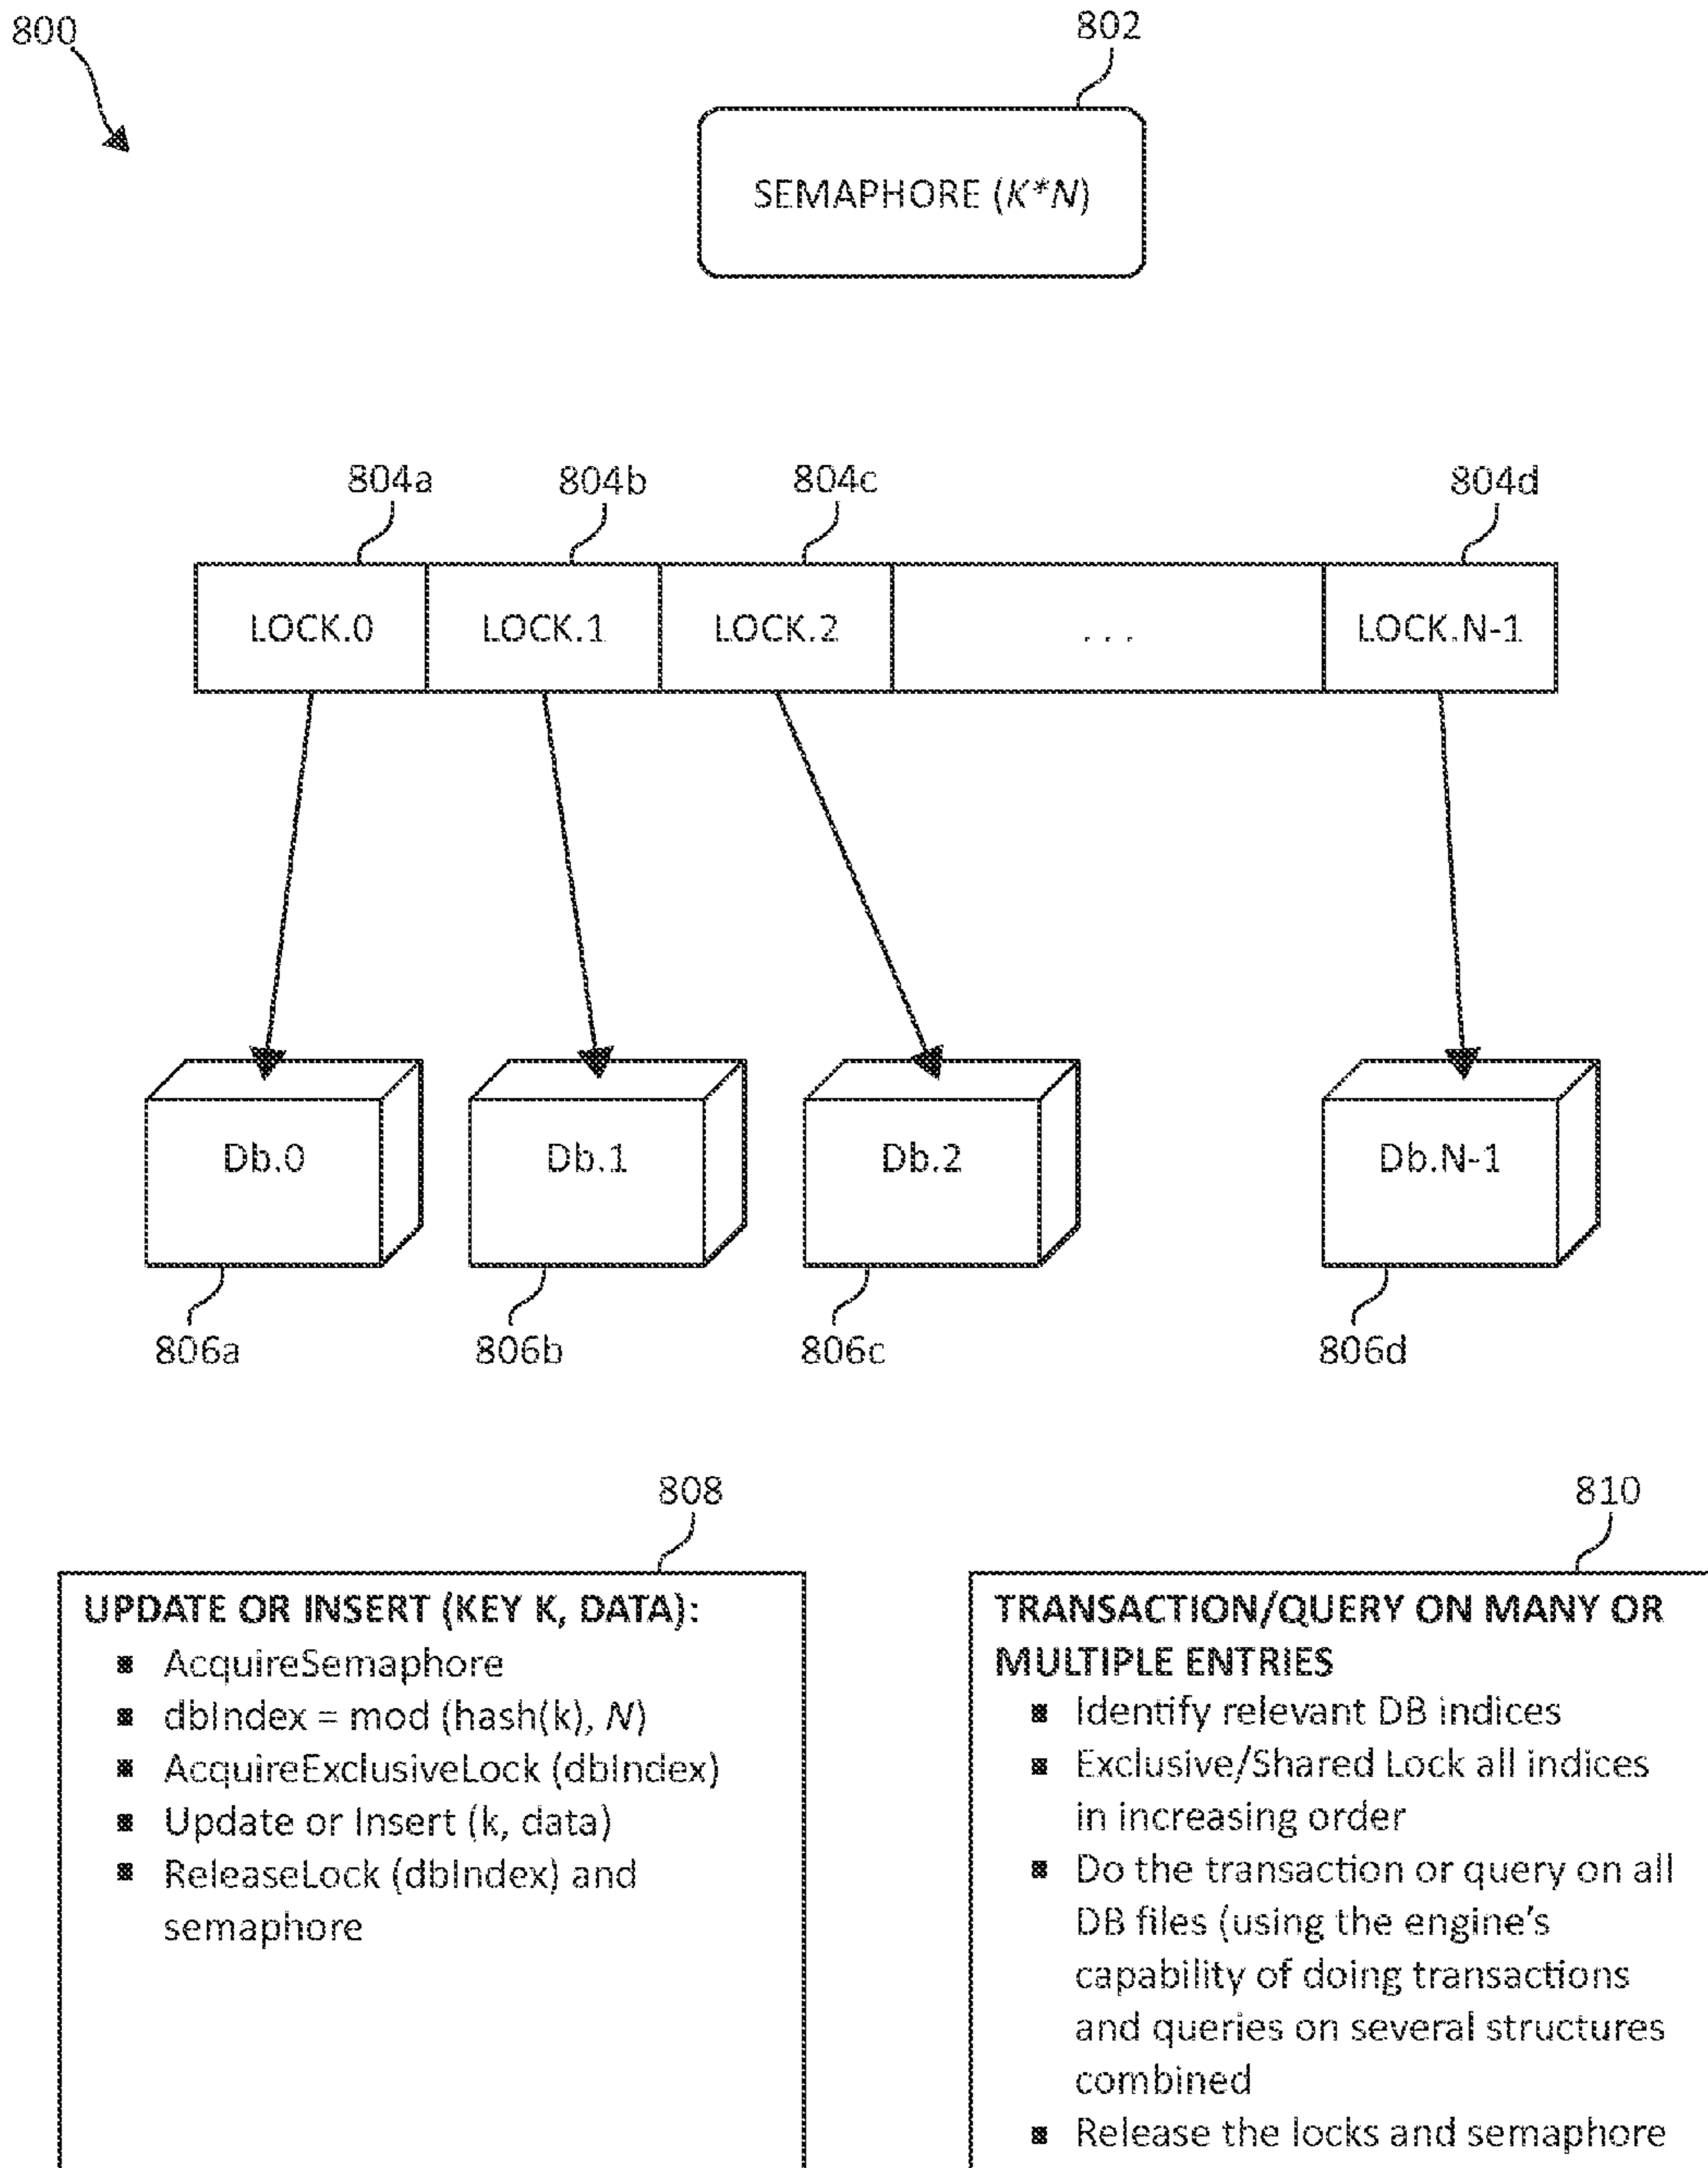 800
802
SEMAPHORE (K*N)
804a
804b
804c
804d
LOCK.0
LOCK.1
LOCK.2
...
LOCK.N-1
Db.0
Db.1
Db.2
Db.N-1
806a
806b
806c
806d
808
UPDATE OR INSERT (KEY K, DATA):
▪ AcquireSemaphore
▪ dbIndex = mod (hash(k), N)
▪ AcquireExclusiveLock (dbIndex)
▪ Update or Insert (k, data)
▪ ReleaseLock (dbIndex) and
semaphore
810
TRANSACTION/QUERY ON MANY OR
MULTIPLE ENTRIES
▪ Identify relevant DB indices
▪ Exclusive/Shared Lock all indices
in increasing order
▪ Do the transaction or query on all
DB files (using the engine's
capability of doing transactions
and queries on several structures
combined
▪ Release the locks and semaphore